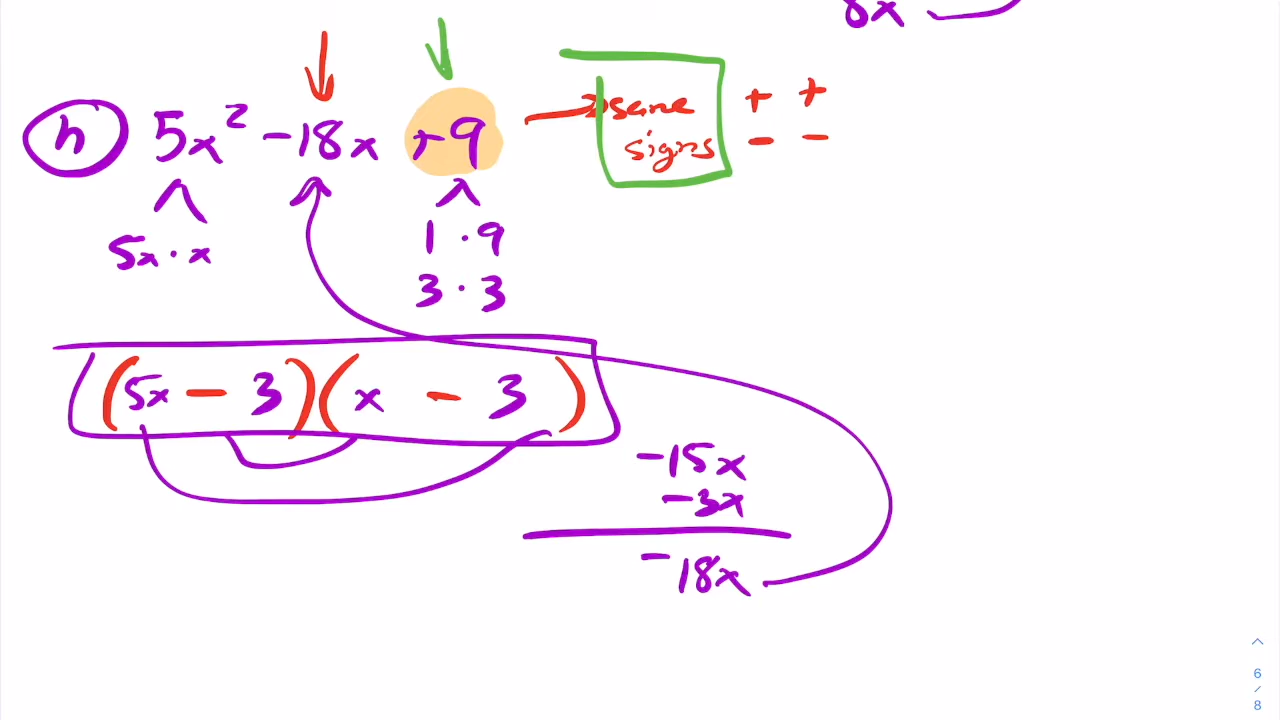 8x
h 5x² -18x +9 → same + +
signs - -
5x · x 1 · 9
3 · 3
(5x - 3)(x - 3)
-15x
-3x
-18x
6
/
8